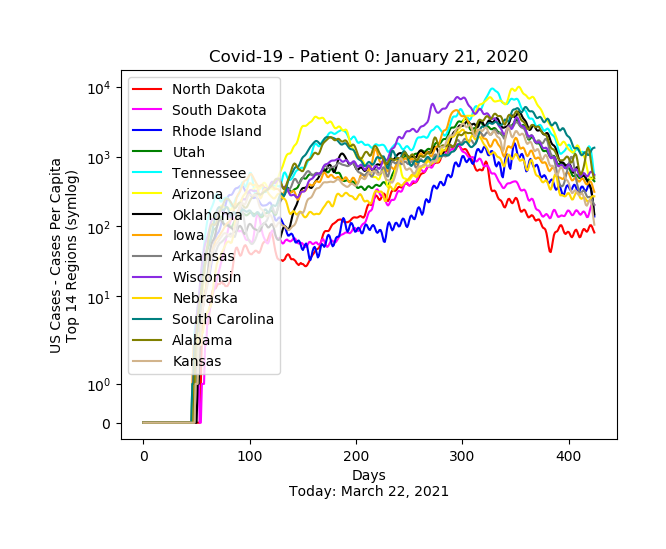 Covid-19 - Patient 0: January 21, 2020
US Cases - Cases Per Capita
Top 14 Regions (symlog)
10^4
10^3
10^2
10^1
10^0
0
North Dakota
South Dakota
Rhode Island
Utah
Tennessee
Arizona
Oklahoma
Iowa
Arkansas
Wisconsin
Nebraska
South Carolina
Alabama
Kansas
0 100 200 300 400
Days
Today: March 22, 2021